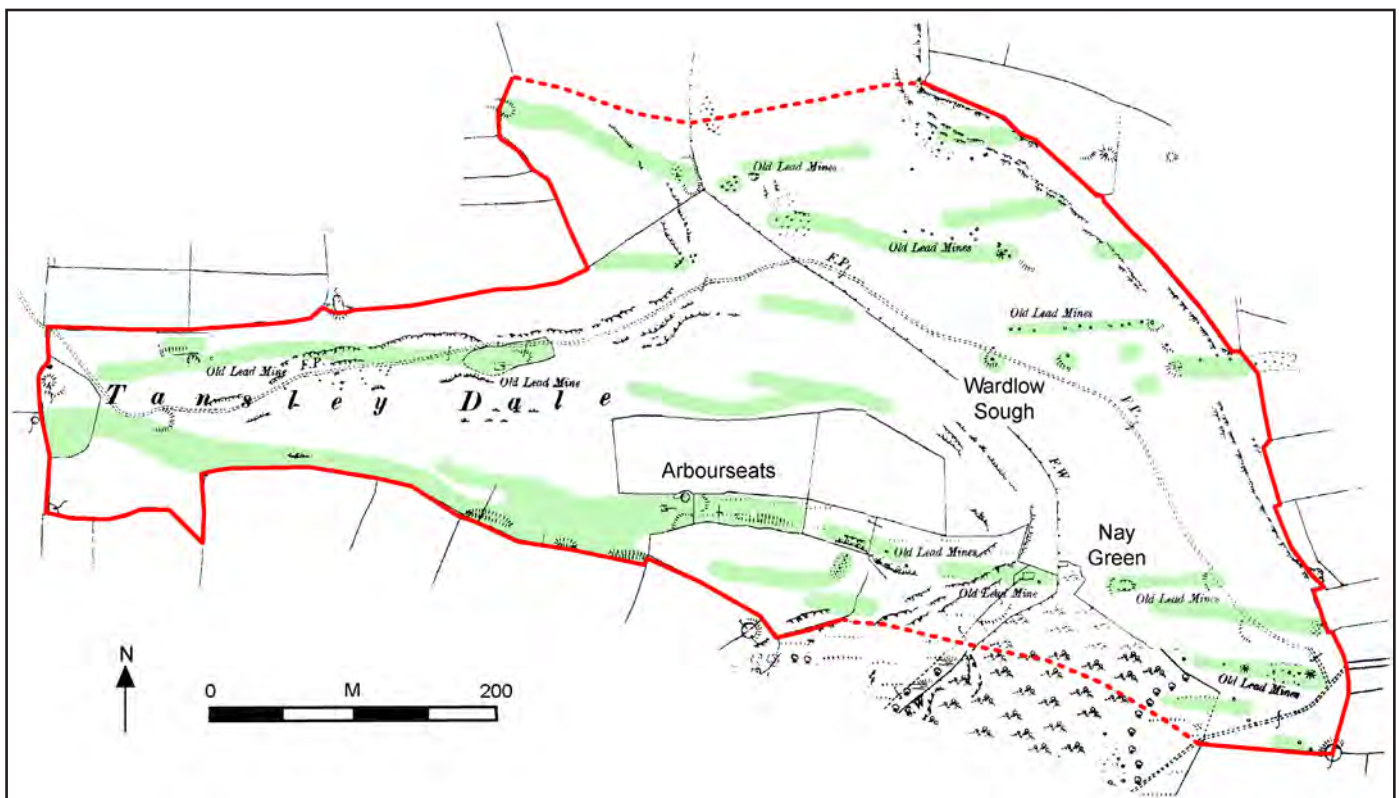 Old Lead Mines
Old Lead Mines
F.P.
Old Lead Mines
Old Lead Mine
F.P.
Old Lead Mine
Tansley Dale
Wardlow
Sough
F.P.
Arbourseats
F.W
Nay
Green
Old Lead Mines
Old Lead Mine
Old Lead Mines
Old Lead Mines
F.W
N
0 M 200